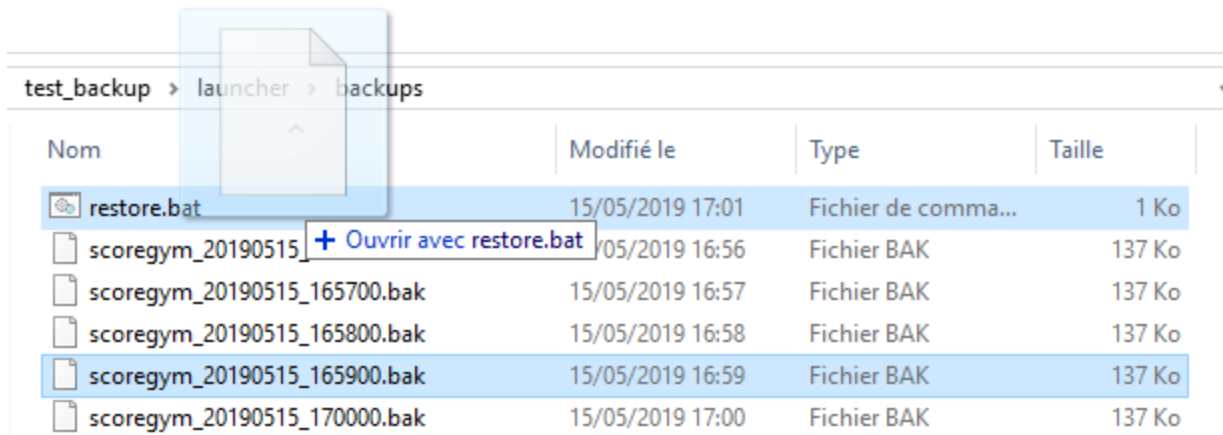 test_backup > launcher > backups
Nom Modifié le Type Taille
restore.bat 15/05/2019 17:01 Fichier de comma... 1 Ko
+ Ouvrir avec restore.bat
scoregym_20190515_ /05/2019 16:56 Fichier BAK 137 Ko
scoregym_20190515_165700.bak 15/05/2019 16:57 Fichier BAK 137 Ko
scoregym_20190515_165800.bak 15/05/2019 16:58 Fichier BAK 137 Ko
scoregym_20190515_165900.bak 15/05/2019 16:59 Fichier BAK 137 Ko
scoregym_20190515_170000.bak 15/05/2019 17:00 Fichier BAK 137 Ko